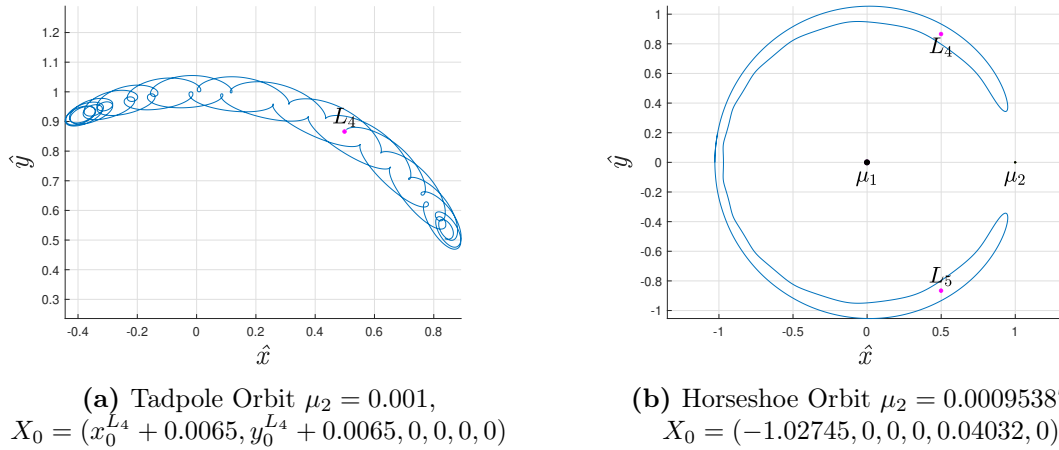 1.2
1.1
1
0.9
0.8
0.7
0.6
0.5
0.4
0.3
ŷ
L₄
-0.4 -0.2 0 0.2 0.4 0.6 0.8
x̂
(a) Tadpole Orbit μ₂ = 0.001,
X₀ = (x₀^{L₄} + 0.0065, y₀^{L₄} + 0.0065, 0, 0, 0, 0)
1
0.8
0.6
0.4
0.2
0
-0.2
-0.4
-0.6
-0.8
-1
ŷ
L₄
μ₁ μ₂
L₅
-1 -0.5 0 0.5 1
x̂
(b) Horseshoe Orbit μ₂ = 0.0009538
X₀ = (−1.02745, 0, 0, 0, 0.04032, 0)